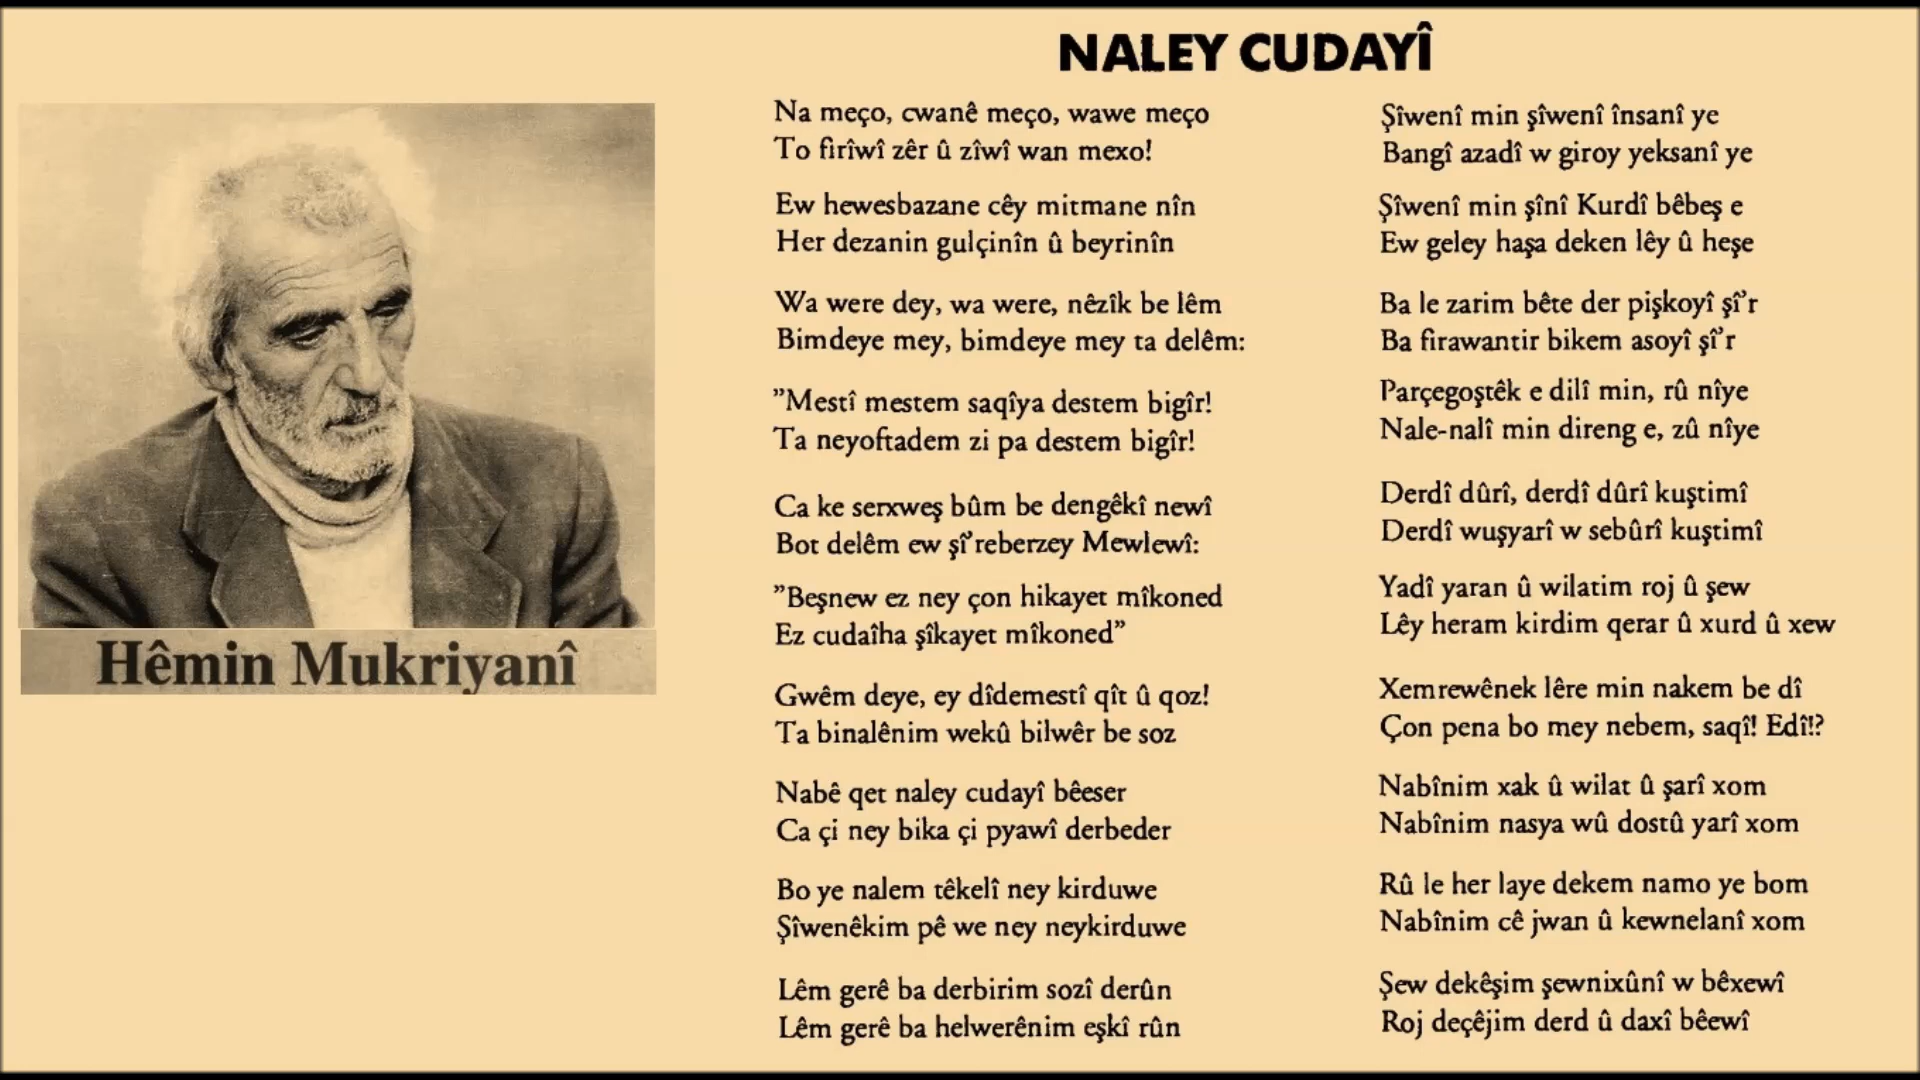 NALEY CUDAYÎ
Na meço, cwanê meço, wawe meço
To firîwî zêr û zîwî wan mexo!
Ew hewesbazane cêy mitmane nîn
Her dezanin gulçinîn û beyrinîn
Wa were dey, wa were, nêzîk be lêm
Bimdeye mey, bimdeye mey ta delêm:
”Mestî mestem saqîya destem bigîr!
Ta neyoftadem zi pa destem bigîr!
Ca ke serxweş bûm be dengêkî newî
Bot delêm ew şî’reberzey Mewlewî:
”Beşnew ez ney çon hikayet mîkoned
Ez cudaîha şîkayet mîkoned”
Gwêm deye, ey dîdemestî qît û qoz!
Ta binalênim wekû bilwêr be soz
Nabê qet naley cudayî bêeser
Ca çi ney bika çi pyawî derbeder
Bo ye nalem têkelî ney kirduwe
Şîwenêkim pê we ney neykirduwe
Lêm gerê ba derbirim sozî derûn
Lêm gerê ba helwerênim eşkî rûn
Şîwenî min şîwenî însanî ye
Bangî azadî w giroy yeksanî ye
Şîwenî min şînî Kurdî bêbeş e
Ew geley haşa deken lêy û heşe
Ba le zarim bête der pişkoyî şî’r
Ba firawantir bikem asoyî şî’r
Parçegoştêk e dilî min, rû nîye
Nale-nalî min direng e, zû nîye
Derdî dûrî, derdî dûrî kuştimî
Derdî wuşyarî w sebûrî kuştimî
Yadî yaran û wilatim roj û şew
Lêy heram kirdim qerar û xurd û xew
Xemrewênek lêre min nakem be dî
Çon pena bo mey nebem, saqî! Edî!?
Nabînim xak û wilat û şarî xom
Nabînim nasya wû dostû yarî xom
Rû le her laye dekem namo ye bom
Nabînim cê jwan û kewnelanî xom
Şew dekêşim şewnixûnî w bêxewî
Roj deçêjim derd û daxî bêewî
Hêmin Mukriyanî